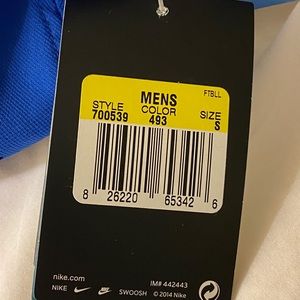 MENS FTBLL
STYLE COLOR SIZE
700539 493 S
8 26220 65342 6
nike.com IM# 442443
NIKE SWOOSH © 2014 Nike